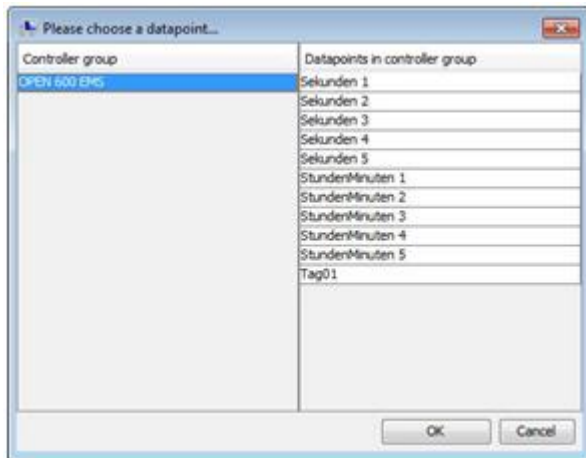 Please choose a datapoint...
Controller group
Datapoints in controller group
OPEN 600 EMS
Sekunden 1
Sekunden 2
Sekunden 3
Sekunden 4
Sekunden 5
StundenMinuten 1
StundenMinuten 2
StundenMinuten 3
StundenMinuten 4
StundenMinuten 5
Tag01
OK
Cancel